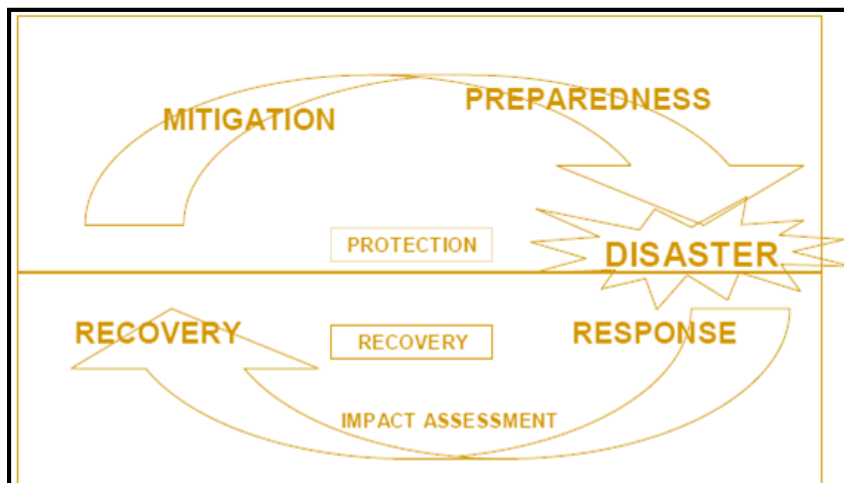 PREPAREDNESS
MITIGATION
PROTECTION
DISASTER
RECOVERY
RECOVERY
RESPONSE
IMPACT ASSESSMENT